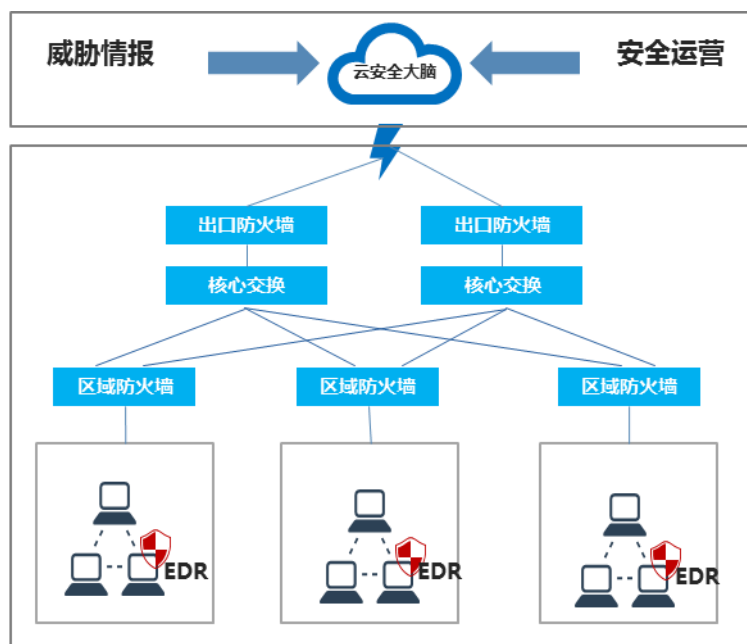 威胁情报
云安全大脑
安全运营
出口防火墙
出口防火墙
核心交换
核心交换
区域防火墙
区域防火墙
区域防火墙
EDR
EDR
EDR